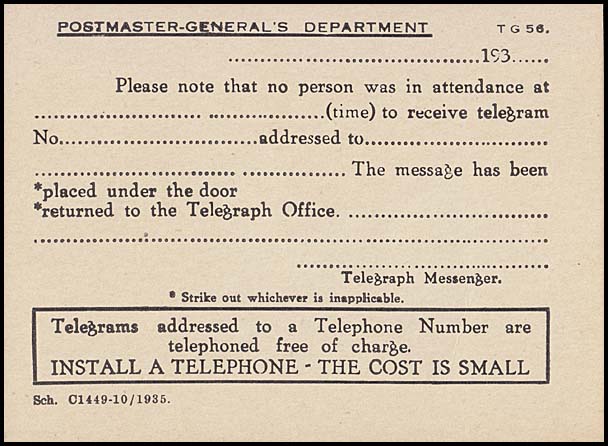 POSTMASTER-GENERAL'S DEPARTMENT TG 56.
........................................193......
Please note that no person was in attendance at
.................................................(time) to receive telegram
No...................................addressed to................................
.................................................... The message has been
*placed under the door
*returned to the Telegraph Office. ...................................
.........................................................................................
...........................................
Telegraph Messenger.
* Strike out whichever is inapplicable.
Telegrams addressed to a Telephone Number are
telephoned free of charge.
INSTALL A TELEPHONE - THE COST IS SMALL
Sch. C1449-10/1935.